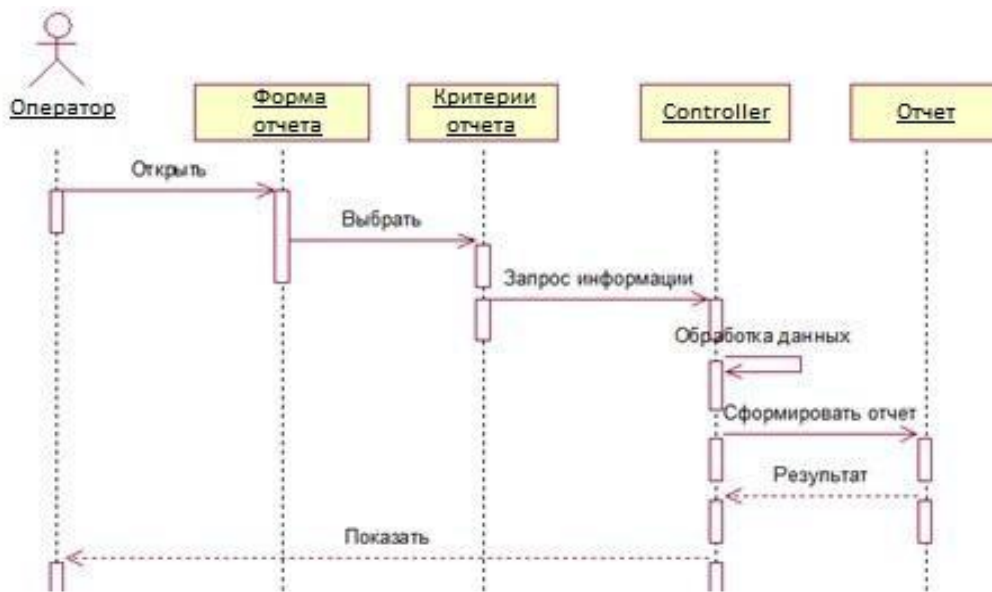 Оператор
Форма
отчета
Критерии
отчета
Controller
Отчет
Открыть
Выбрать
Запрос информации
Обработка данных
Сформировать отчет
Результат
Показать